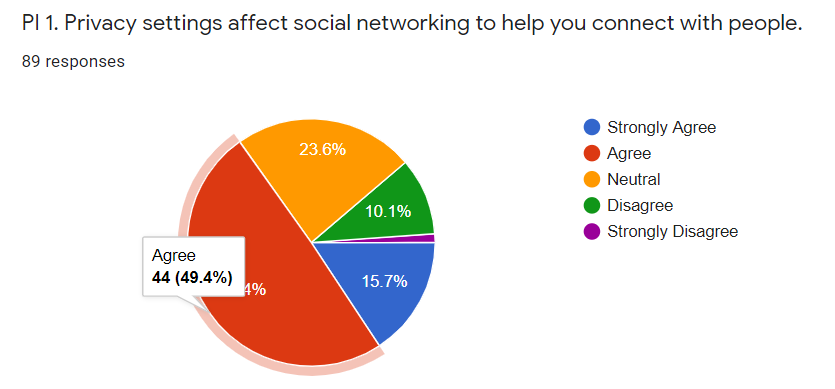 PI 1. Privacy settings affect social networking to help you connect with people.
89 responses
23.6%
10.1%
15.7%
4%
Agree
44 (49.4%)
Strongly Agree
Agree
Neutral
Disagree
Strongly Disagree